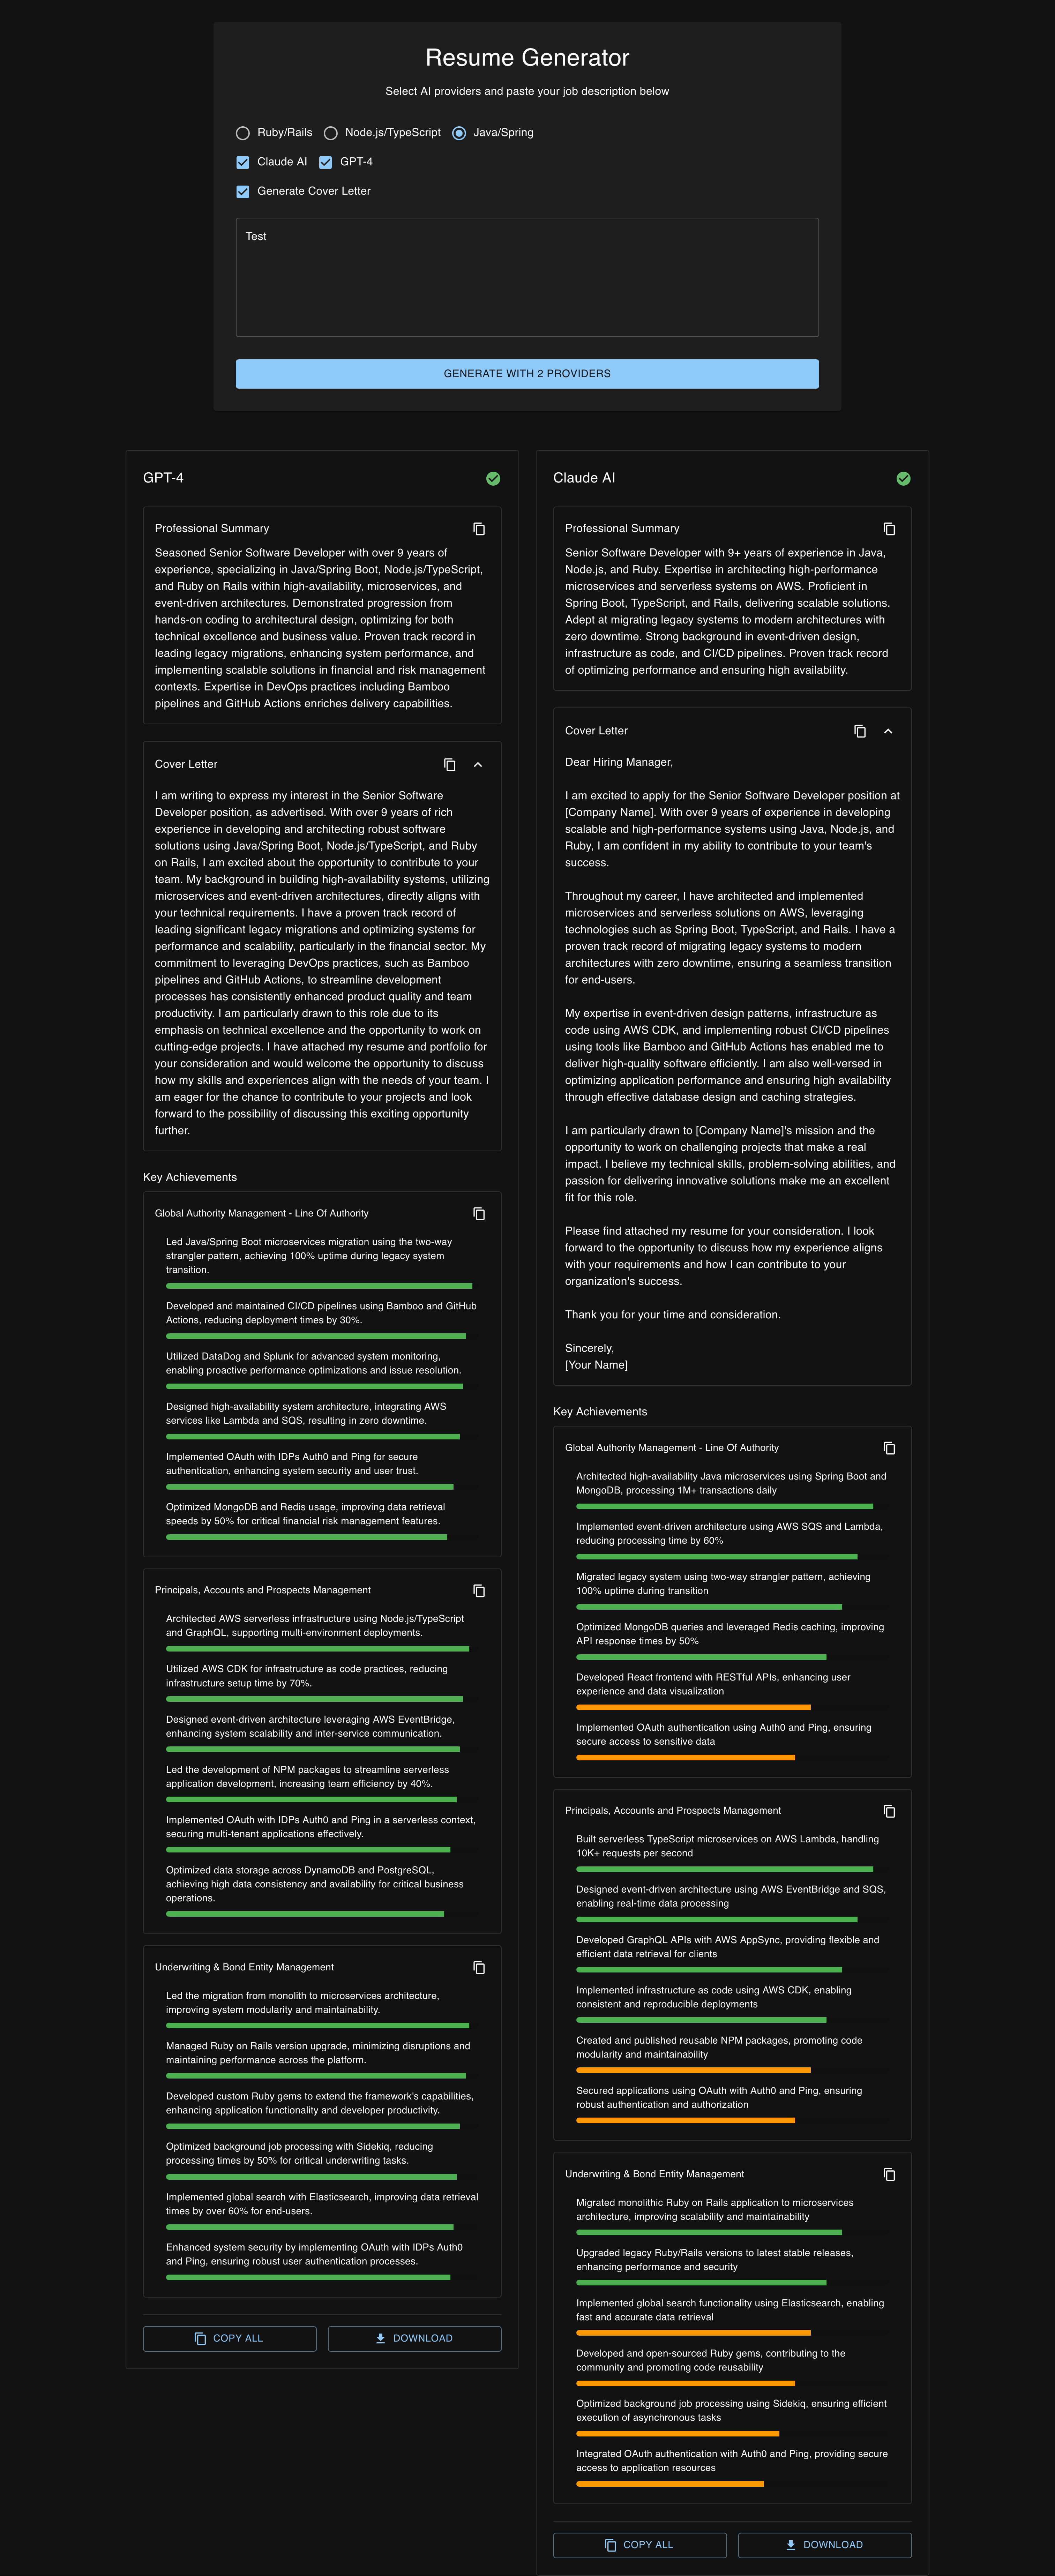 Resume Generator
Select AI providers and paste your job description below
Ruby/Rails Node.js/TypeScript Java/Spring
Claude AI GPT-4
Generate Cover Letter
Test
GENERATE WITH 2 PROVIDERS
GPT-4
Professional Summary
Seasoned Senior Software Developer with over 9 years of
experience, specializing in Java/Spring Boot, Node.js/TypeScript,
and Ruby on Rails within high-availability, microservices, and
event-driven architectures. Demonstrated progression from
hands-on coding to architectural design, optimizing for both
technical excellence and business value. Proven track record in
leading legacy migrations, enhancing system performance, and
implementing scalable solutions in financial and risk management
contexts. Expertise in DevOps practices including Bamboo
pipelines and GitHub Actions enriches delivery capabilities.
Cover Letter
I am writing to express my interest in the Senior Software
Developer position, as advertised. With over 9 years of rich
experience in developing and architecting robust software
solutions using Java/Spring Boot, Node.js/TypeScript, and Ruby
on Rails, I am excited about the opportunity to contribute to your
team. My background in building high-availability systems, utilizing
microservices and event-driven architectures, directly aligns with
your technical requirements. I have a proven track record of
leading significant legacy migrations and optimizing systems for
performance and scalability, particularly in the financial sector. My
commitment to leveraging DevOps practices, such as Bamboo
pipelines and GitHub Actions, to streamline development
processes has consistently enhanced product quality and team
productivity. I am particularly drawn to this role due to its
emphasis on technical excellence and the opportunity to work on
cutting-edge projects. I have attached my resume and portfolio for
your consideration and would welcome the opportunity to discuss
how my skills and experiences align with the needs of your team. I
am eager for the chance to contribute to your projects and look
forward to the possibility of discussing this exciting opportunity
further.
Key Achievements
Global Authority Management - Line Of Authority
Led Java/Spring Boot microservices migration using the two-way
strangler pattern, achieving 100% uptime during legacy system
transition.
Developed and maintained CI/CD pipelines using Bamboo and GitHub
Actions, reducing deployment times by 30%.
Utilized DataDog and Splunk for advanced system monitoring,
enabling proactive performance optimizations and issue resolution.
Designed high-availability system architecture, integrating AWS
services like Lambda and SQS, resulting in zero downtime.
Implemented OAuth with IDPs Auth0 and Ping for secure
authentication, enhancing system security and user trust.
Optimized MongoDB and Redis usage, improving data retrieval
speeds by 50% for critical financial risk management features.
Principals, Accounts and Prospects Management
Architected AWS serverless infrastructure using Node.js/TypeScript
and GraphQL, supporting multi-environment deployments.
Utilized AWS CDK for infrastructure as code practices, reducing
infrastructure setup time by 70%.
Designed event-driven architecture leveraging AWS EventBridge,
enhancing system scalability and inter-service communication.
Led the development of NPM packages to streamline serverless
application development, increasing team efficiency by 40%.
Implemented OAuth with IDPs Auth0 and Ping in a serverless context,
securing multi-tenant applications effectively.
Optimized data storage across DynamoDB and PostgreSQL,
achieving high data consistency and availability for critical business
operations.
Underwriting & Bond Entity Management
Led the migration from monolith to microservices architecture,
improving system modularity and maintainability.
Managed Ruby on Rails version upgrade, minimizing disruptions and
maintaining performance across the platform.
Developed custom Ruby gems to extend the framework's capabilities,
enhancing application functionality and developer productivity.
Optimized background job processing with Sidekiq, reducing
processing times by 50% for critical underwriting tasks.
Implemented global search with Elasticsearch, improving data retrieval
times by over 60% for end-users.
Enhanced system security by implementing OAuth with IDPs Auth0
and Ping, ensuring robust user authentication processes.
COPY ALL DOWNLOAD
Claude AI
Professional Summary
Senior Software Developer with 9+ years of experience in Java,
Node.js, and Ruby. Expertise in architecting high-performance
microservices and serverless systems on AWS. Proficient in
Spring Boot, TypeScript, and Rails, delivering scalable solutions.
Adept at migrating legacy systems to modern architectures with
zero downtime. Strong background in event-driven design,
infrastructure as code, and CI/CD pipelines. Proven track record
of optimizing performance and ensuring high availability.
Cover Letter
Dear Hiring Manager,
I am excited to apply for the Senior Software Developer position at
[Company Name]. With over 9 years of experience in developing
scalable and high-performance systems using Java, Node.js, and
Ruby, I am confident in my ability to contribute to your team's
success.
Throughout my career, I have architected and implemented
microservices and serverless solutions on AWS, leveraging
technologies such as Spring Boot, TypeScript, and Rails. I have a
proven track record of migrating legacy systems to modern
architectures with zero downtime, ensuring a seamless transition
for end-users.
My expertise in event-driven design patterns, infrastructure as
code using AWS CDK, and implementing robust CI/CD pipelines
using tools like Bamboo and GitHub Actions has enabled me to
deliver high-quality software efficiently. I am also well-versed in
optimizing application performance and ensuring high availability
through effective database design and caching strategies.
I am particularly drawn to [Company Name]'s mission and the
opportunity to work on challenging projects that make a real
impact. I believe my technical skills, problem-solving abilities, and
passion for delivering innovative solutions make me an excellent
fit for this role.
Please find attached my resume for your consideration. I look
forward to the opportunity to discuss how my experience aligns
with your requirements and how I can contribute to your
organization's success.
Thank you for your time and consideration.
Sincerely,
[Your Name]
Key Achievements
Global Authority Management - Line Of Authority
Architected high-availability Java microservices using Spring Boot and
MongoDB, processing 1M+ transactions daily
Implemented event-driven architecture using AWS SQS and Lambda,
reducing processing time by 60%
Migrated legacy system using two-way strangler pattern, achieving
100% uptime during transition
Optimized MongoDB queries and leveraged Redis caching, improving
API response times by 50%
Developed React frontend with RESTful APIs, enhancing user
experience and data visualization
Implemented OAuth authentication using Auth0 and Ping, ensuring
secure access to sensitive data
Principals, Accounts and Prospects Management
Built serverless TypeScript microservices on AWS Lambda, handling
10K+ requests per second
Designed event-driven architecture using AWS EventBridge and SQS,
enabling real-time data processing
Developed GraphQL APIs with AWS AppSync, providing flexible and
efficient data retrieval for clients
Implemented infrastructure as code using AWS CDK, enabling
consistent and reproducible deployments
Created and published reusable NPM packages, promoting code
modularity and maintainability
Secured applications using OAuth with Auth0 and Ping, ensuring
robust authentication and authorization
Underwriting & Bond Entity Management
Migrated monolithic Ruby on Rails application to microservices
architecture, improving scalability and maintainability
Upgraded legacy Ruby/Rails versions to latest stable releases,
enhancing performance and security
Implemented global search functionality using Elasticsearch, enabling
fast and accurate data retrieval
Developed and open-sourced Ruby gems, contributing to the
community and promoting code reusability
Optimized background job processing using Sidekiq, ensuring efficient
execution of asynchronous tasks
Integrated OAuth authentication with Auth0 and Ping, providing secure
access to application resources
COPY ALL DOWNLOAD